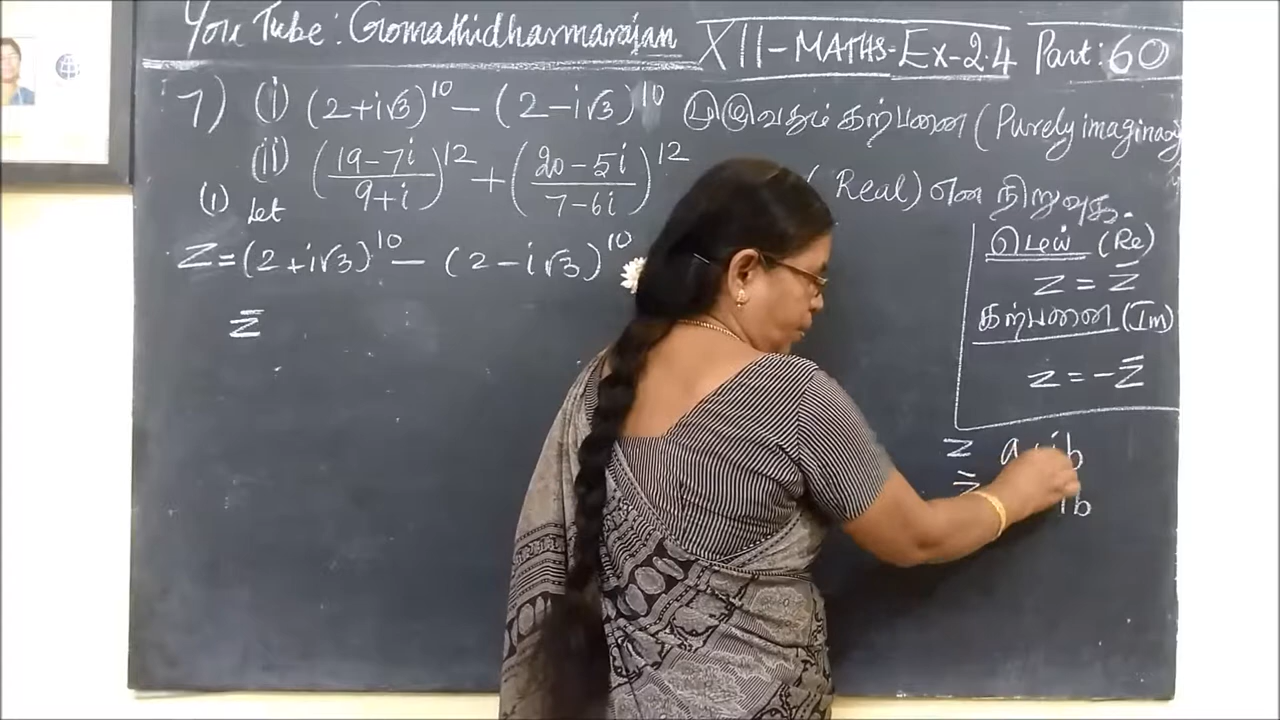 YouTube: Gomathidharmarajan XII-MATHS-Ex-2.4 Part: 60
7) (i) (2+i√3)^10 - (2-i√3)^10 முழுவதும் கற்பனை (Purely imaginary
(ii) ((19-7i)/(9+i))^12 + ((20-5i)/(7-6i))^12 (Real) என நிறுவுக.
(i) Let
Z=(2+i√3)^10 - (2-i√3)^10
z̄
மெய் (Re)
z = z̄
கற்பனை (Im)
z = -z̄
z a ib
z̄ ib